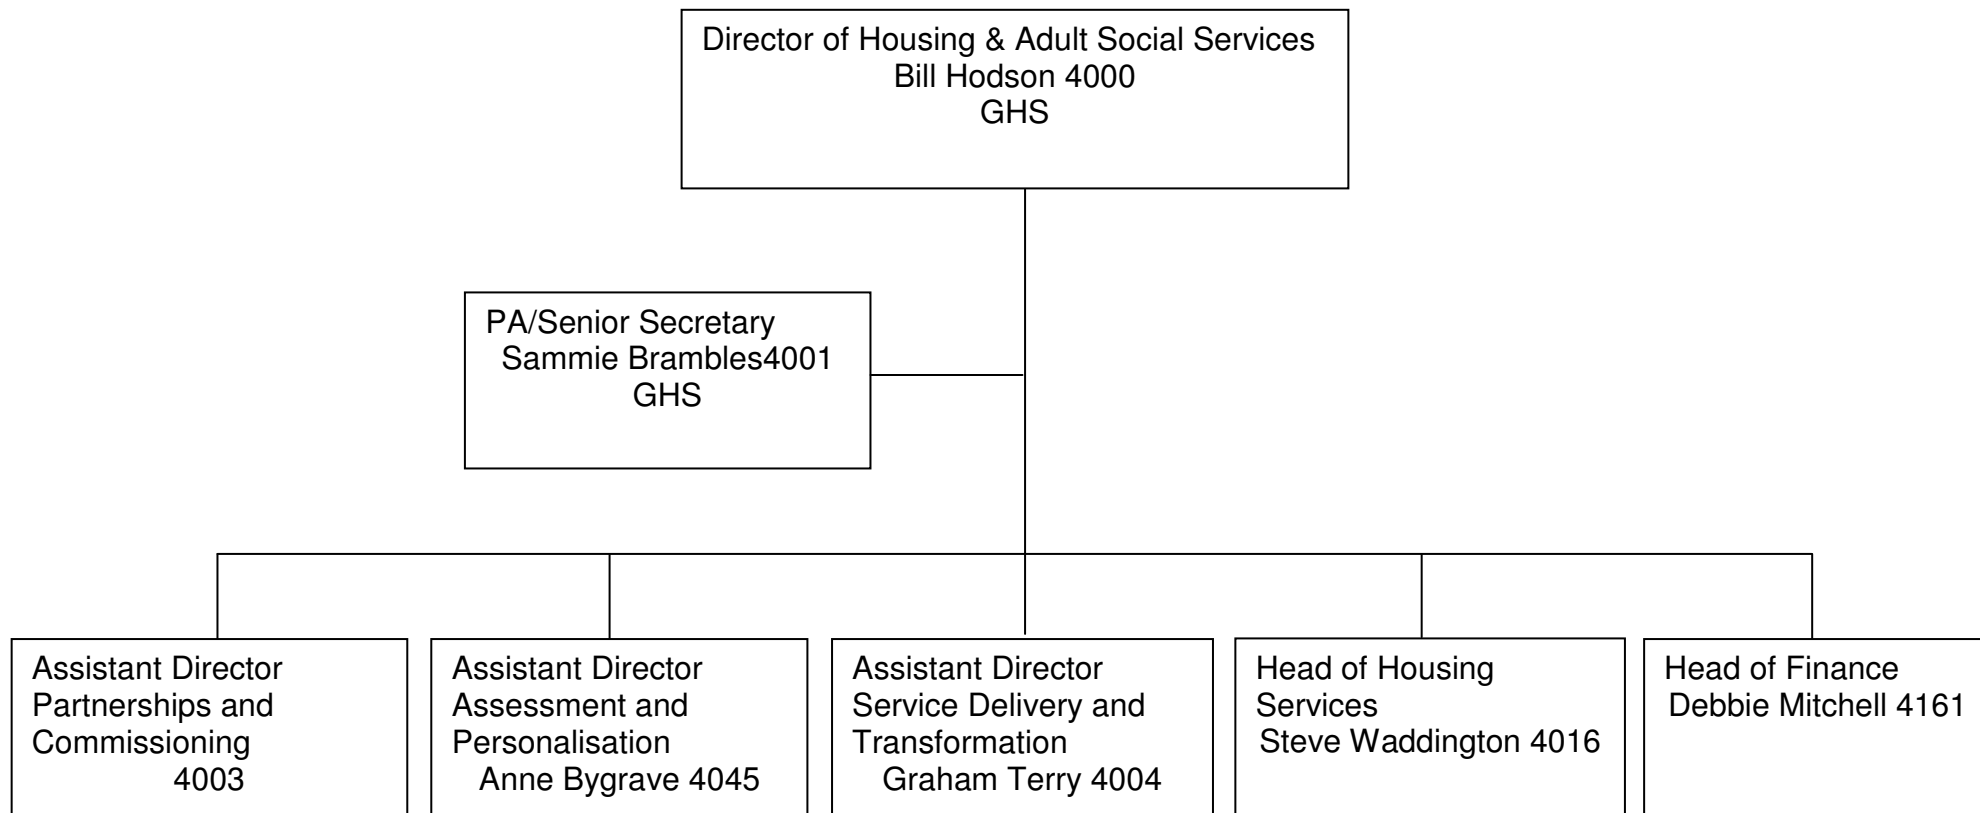 Director of Housing & Adult Social Services
Bill Hodson 4000
GHS
PA/Senior Secretary
Sammie Brambles4001
GHS
Assistant Director
Partnerships and
Commissioning
4003
Assistant Director
Assessment and
Personalisation
Anne Bygrave 4045
Assistant Director
Service Delivery and
Transformation
Graham Terry 4004
Head of Housing
Services
Steve Waddington 4016
Head of Finance
Debbie Mitchell 4161